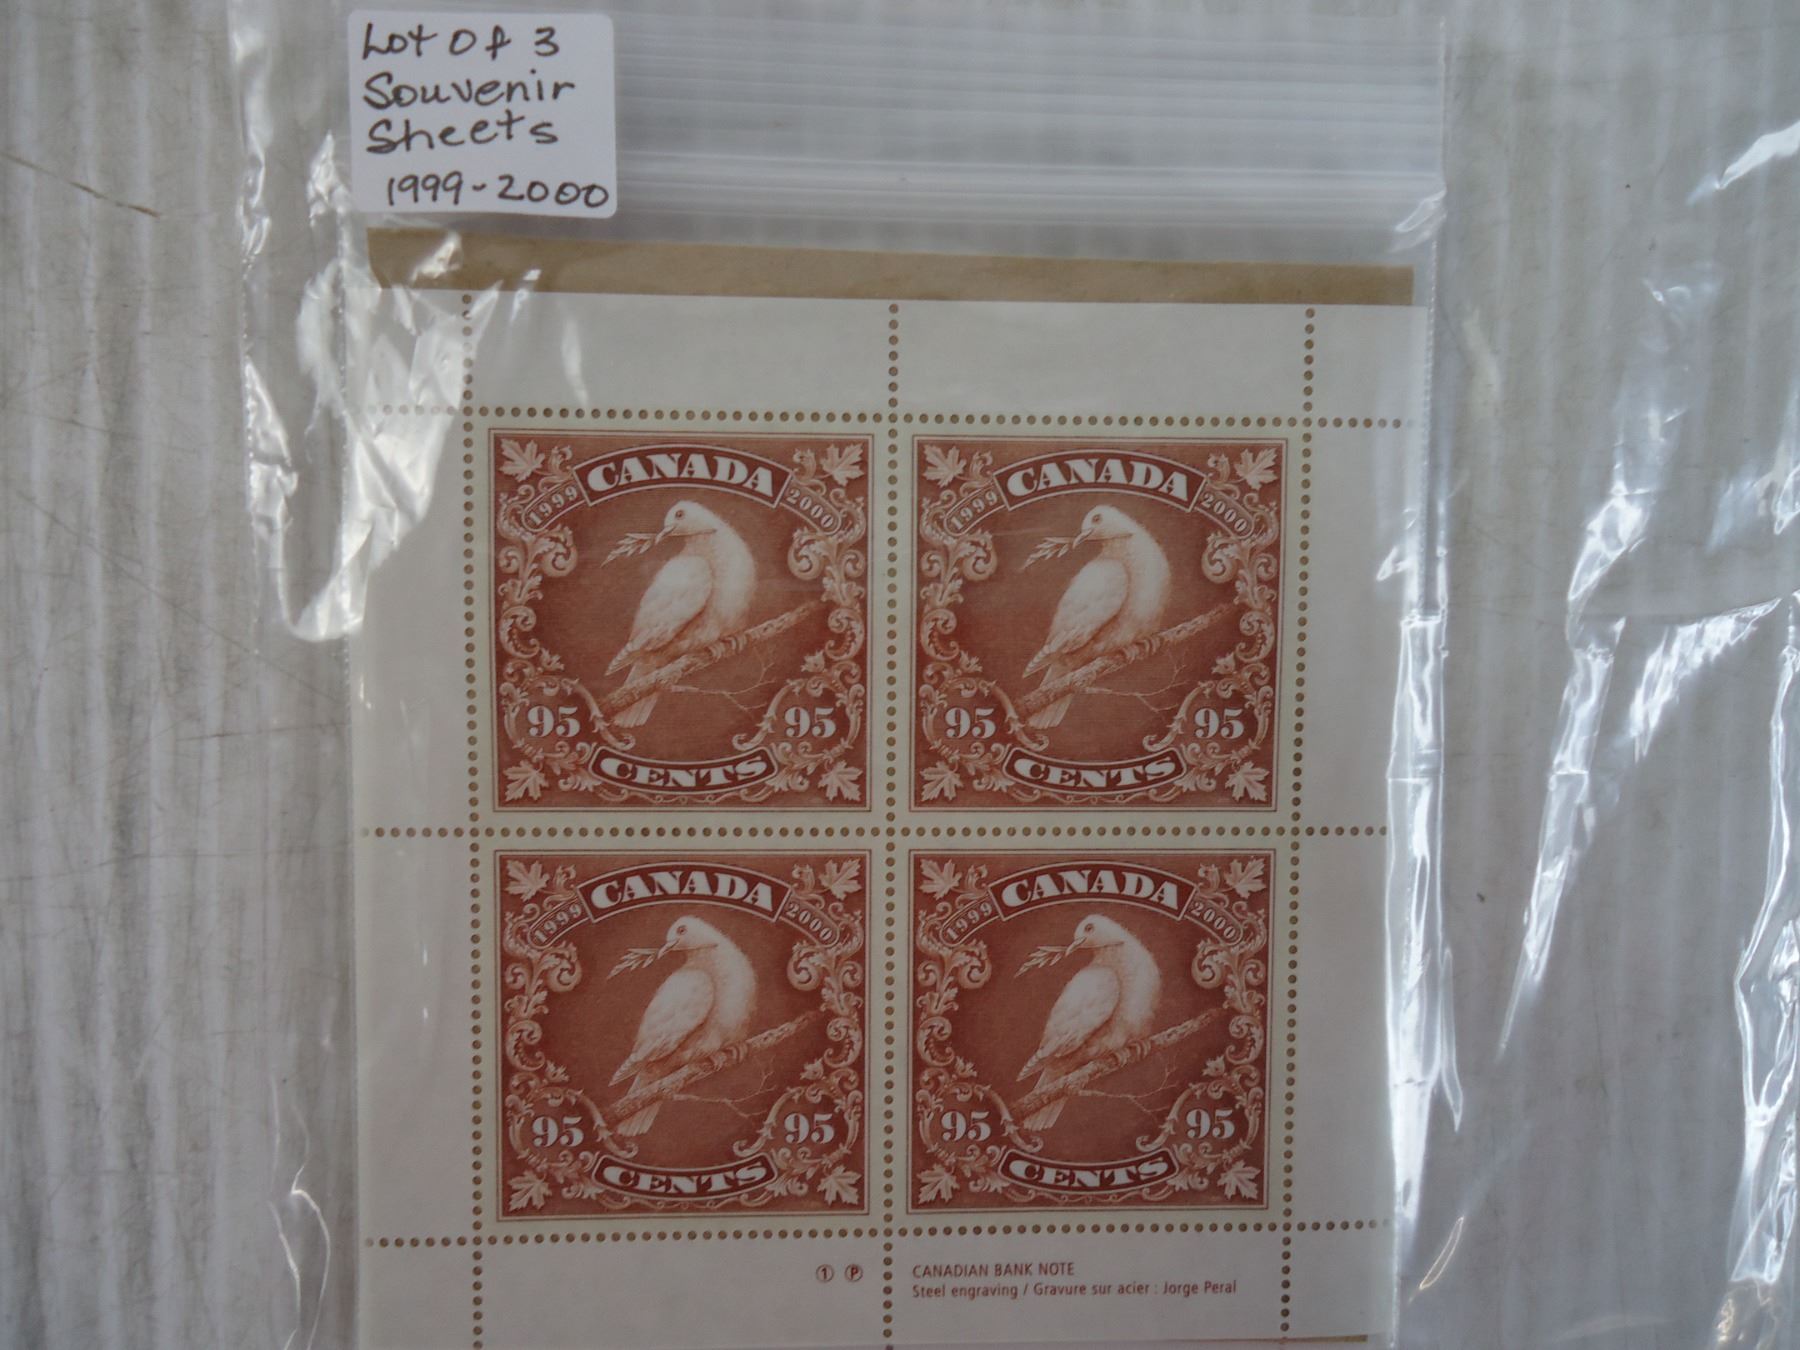 Lot Of 3
Souvenir
Sheets
1999-2000
CANADA
1999 2000
95 95
CENTS
CANADA
1999 2000
95 95
CENTS
CANADA
1999 2000
95 95
CENTS
CANADA
1999 2000
95 95
CENTS
1 P
CANADIAN BANK NOTE
Steel engraving / Gravure sur acier : Jorge Peral